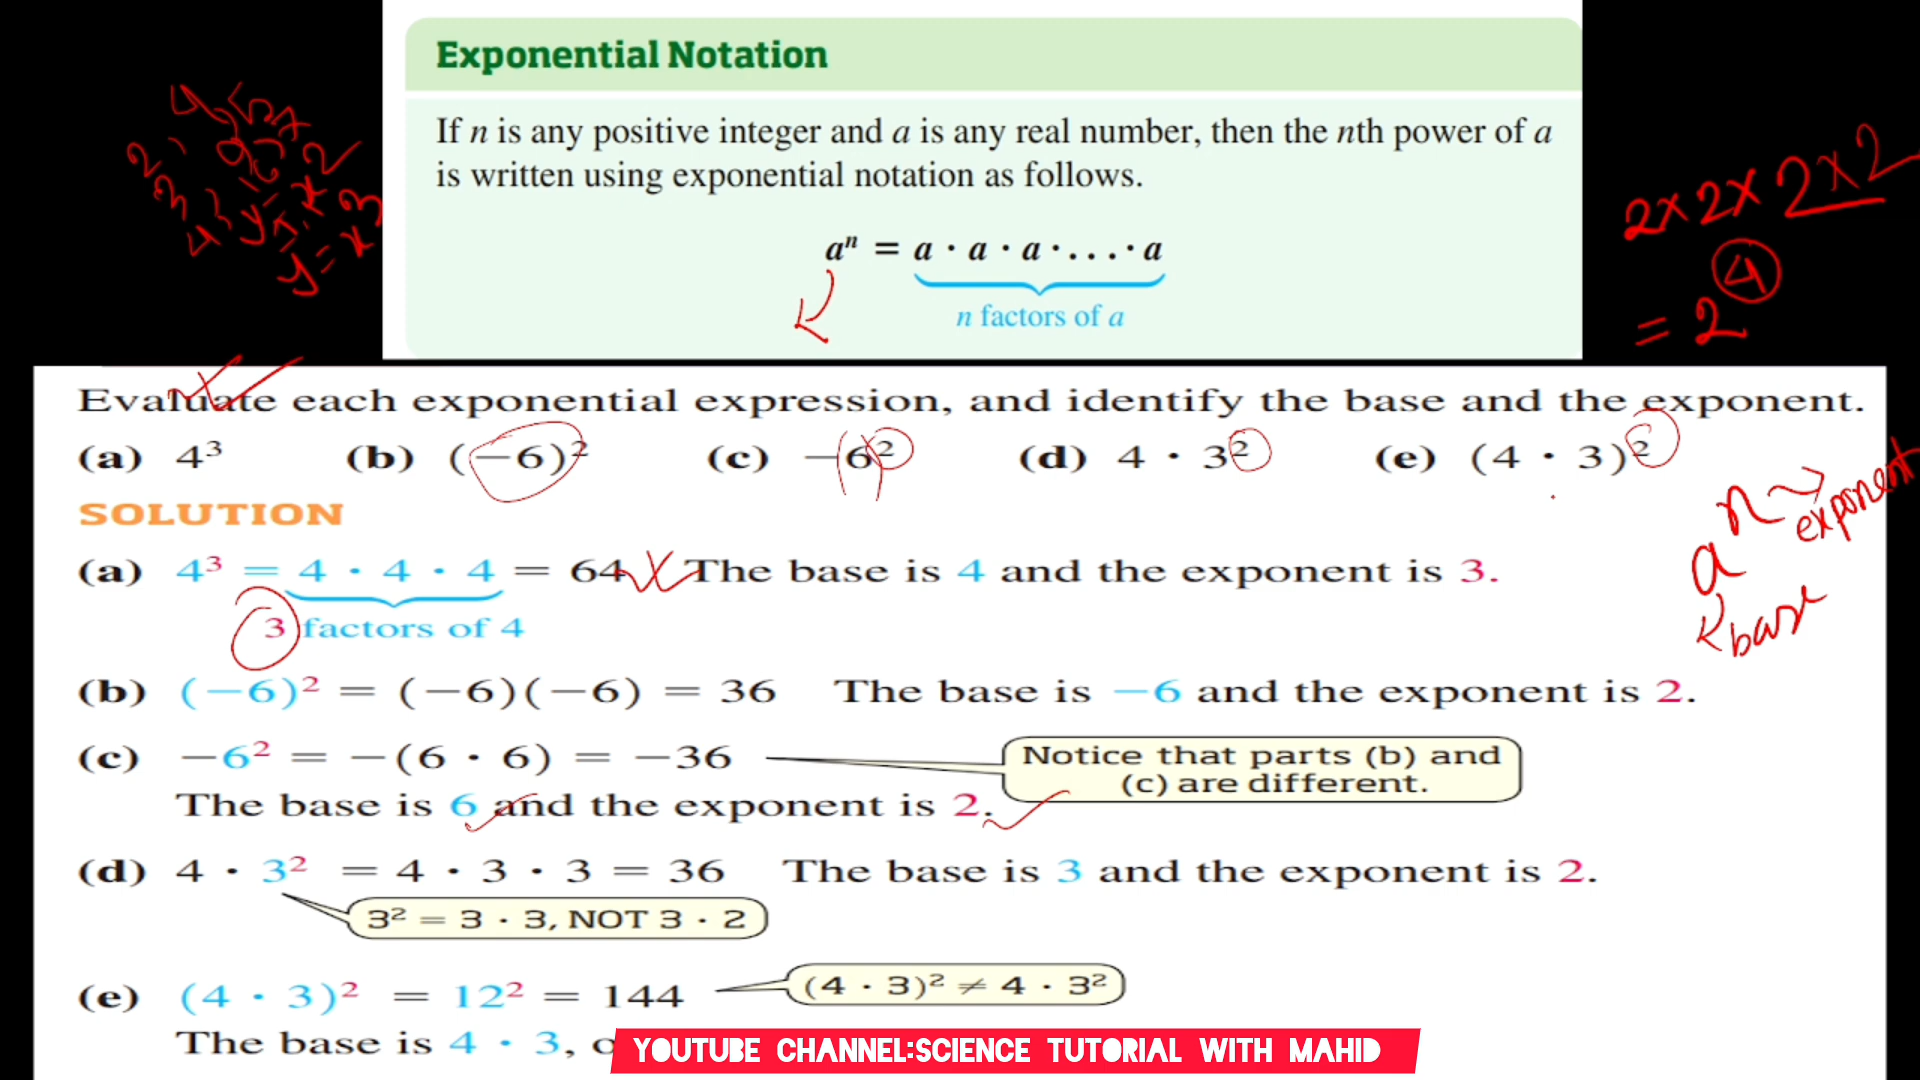 Exponential Notation
If n is any positive integer and a is any real number, then the nth power of a
is written using exponential notation as follows.
aⁿ = a · a · a · . . . · a
n factors of a
2×2×2×2
= 2④
y = x²
y = x³
Evaluate each exponential expression, and identify the base and the exponent.
(a) 4³ (b) (−6)² (c) −6² (d) 4 · 3² (e) (4 · 3)²
SOLUTION
(a) 4³ = 4 · 4 · 4 = 64 The base is 4 and the exponent is 3.
3 factors of 4
aⁿ → exponent
base
(b) (−6)² = (−6)(−6) = 36 The base is −6 and the exponent is 2.
(c) −6² = −(6 · 6) = −36
Notice that parts (b) and
(c) are different.
The base is 6 and the exponent is 2.
(d) 4 · 3² = 4 · 3 · 3 = 36 The base is 3 and the exponent is 2.
3² = 3 · 3, NOT 3 · 2
(e) (4 · 3)² = 12² = 144
(4 · 3)² ≠ 4 · 3²
The base is 4 · 3,
YOUTUBE CHANNEL:SCIENCE TUTORIAL WITH MAHID